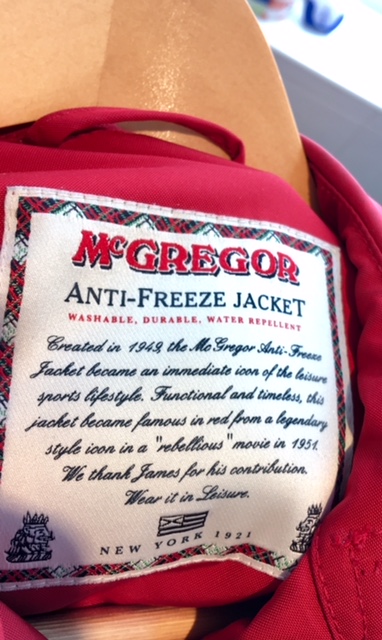 McGREGOR
ANTI-FREEZE JACKET
WASHABLE, DURABLE, WATER REPELLENT
Created in 1949, the McGregor Anti-Freeze
Jacket became an immediate icon of the leisure
sports lifestyle. Functional and timeless, this
jacket became famous in red from a legendary
style icon in a "rebellious" movie in 1951.
We thank James for his contribution.
Wear it in Leisure.
NEW YORK 1921